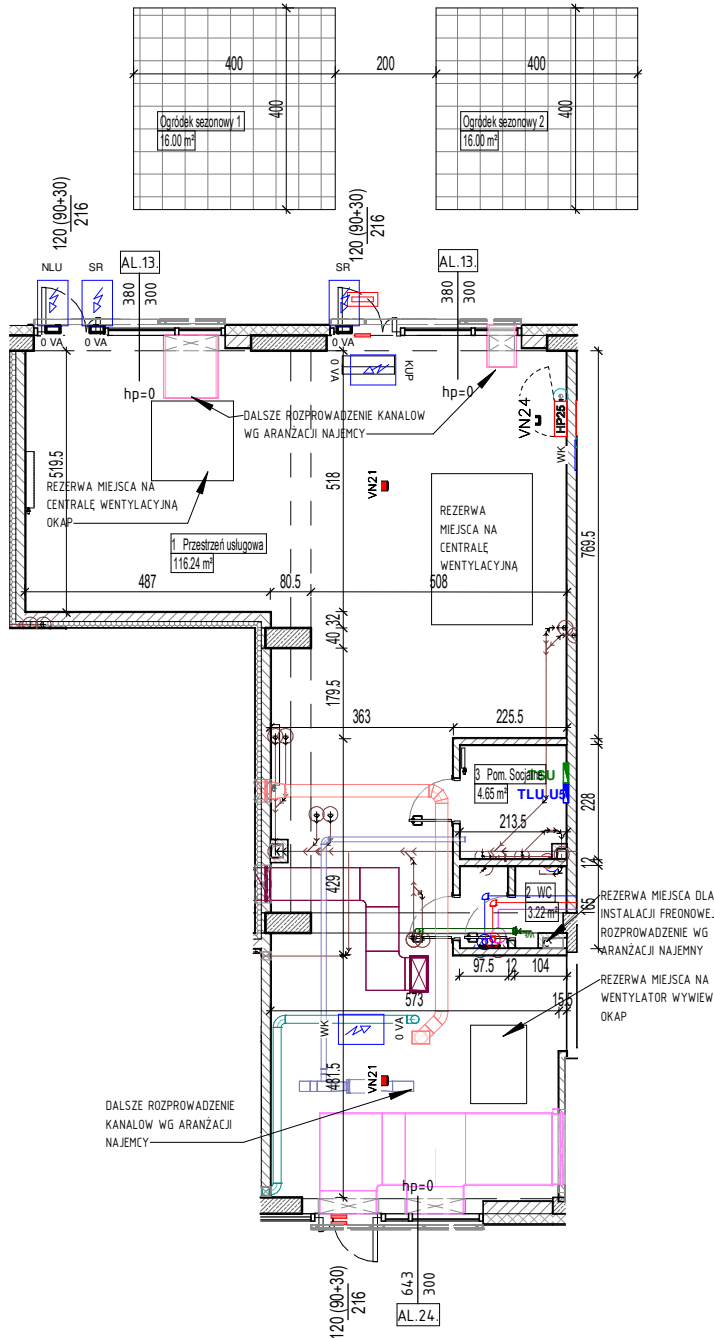 400
200
400
400
400
Ogródek sezonowy 1
16.00 m²
Ogródek sezonowy 2
16.00 m²
120 (90+30)
216
120 (90+30)
216
NLU
SR
AL.13.
380
300
SR
AL.13.
380
300
0 VA
0 VA
0 VA
0 VA
KUP
hp=0
hp=0
DALSZE ROZPROWADZENIE KANALOW
WG ARANŻACJI NAJEMCY
VN24
HP25
WK
519.5
518
769.5
REZERWA MIEJSCA NA
CENTRALĘ WENTYLACYJNĄ
OKAP
VN21
REZERWA
MIEJSCA NA
CENTRALĘ
WENTYLACYJNĄ
1 Przestrzeń usługowa
116.24 m²
487
80.5
508
32
40
179.5
363
225.5
3 Pom. Socjalne
4.65 m²
TSU
TLU.U5
228
213.5
12
429
2 WC
3.22 m²
165
REZERWA MIEJSCA DLA
INSTALACJI FREONOWEJ
ROZPROWADZENIE WG
ARANŻACJI NAJEMNY
97.5
12
104
573
15.5
REZERWA MIEJSCA NA
WENTYLATOR WYWIEW
OKAP
WK
0 VA
481.5
VN21
DALSZE ROZPROWADZENIE
KANALOW WG ARANŻACJI
NAJEMCY
hp=0
120 (90+30)
216
643
300
AL.24.